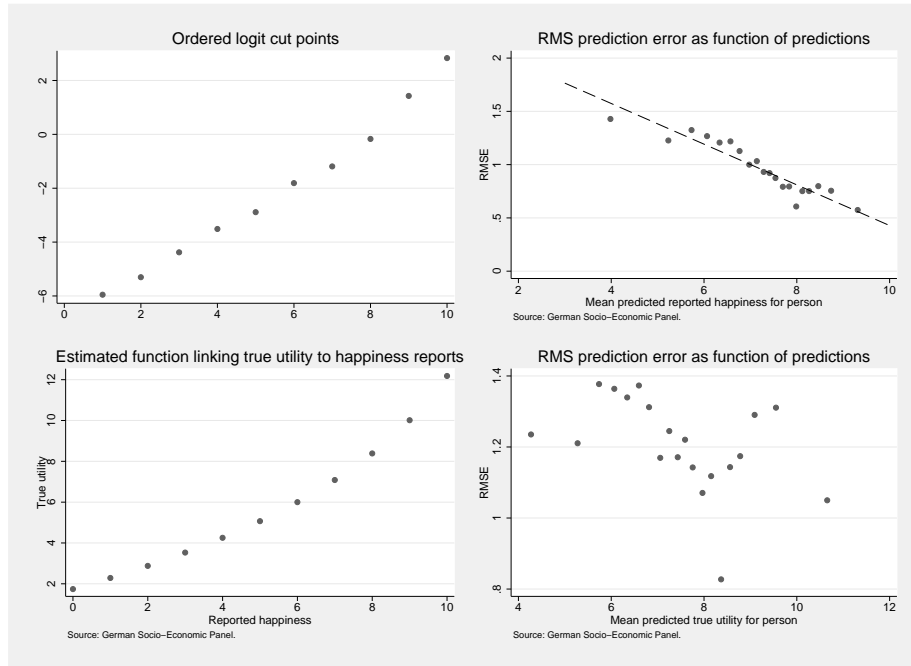 Ordered logit cut points
2
0
−2
−4
−6
0 2 4 6 8 10
RMS prediction error as function of predictions
2
1.5
1
.5
0
RMSE
2 4 6 8 10
Mean predicted reported happiness for person
Source: German Socio−Economic Panel.
Estimated function linking true utility to happiness reports
12
10
8
6
4
2
True utility
0 2 4 6 8 10
Reported happiness
Source: German Socio−Economic Panel.
RMS prediction error as function of predictions
1.4
1.2
1
.8
RMSE
4 6 8 10 12
Mean predicted true utility for person
Source: German Socio−Economic Panel.